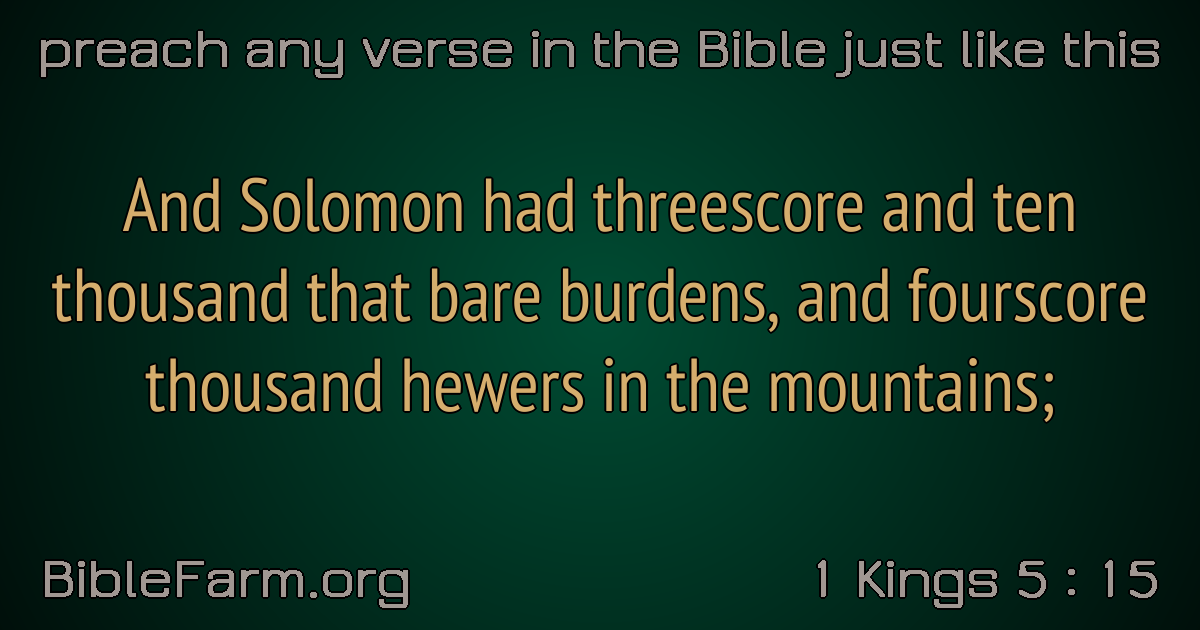 preach any verse in the Bible just like this
And Solomon had threescore and ten
thousand that bare burdens, and fourscore
thousand hewers in the mountains;
BibleFarm.org
1 Kings 5 : 15